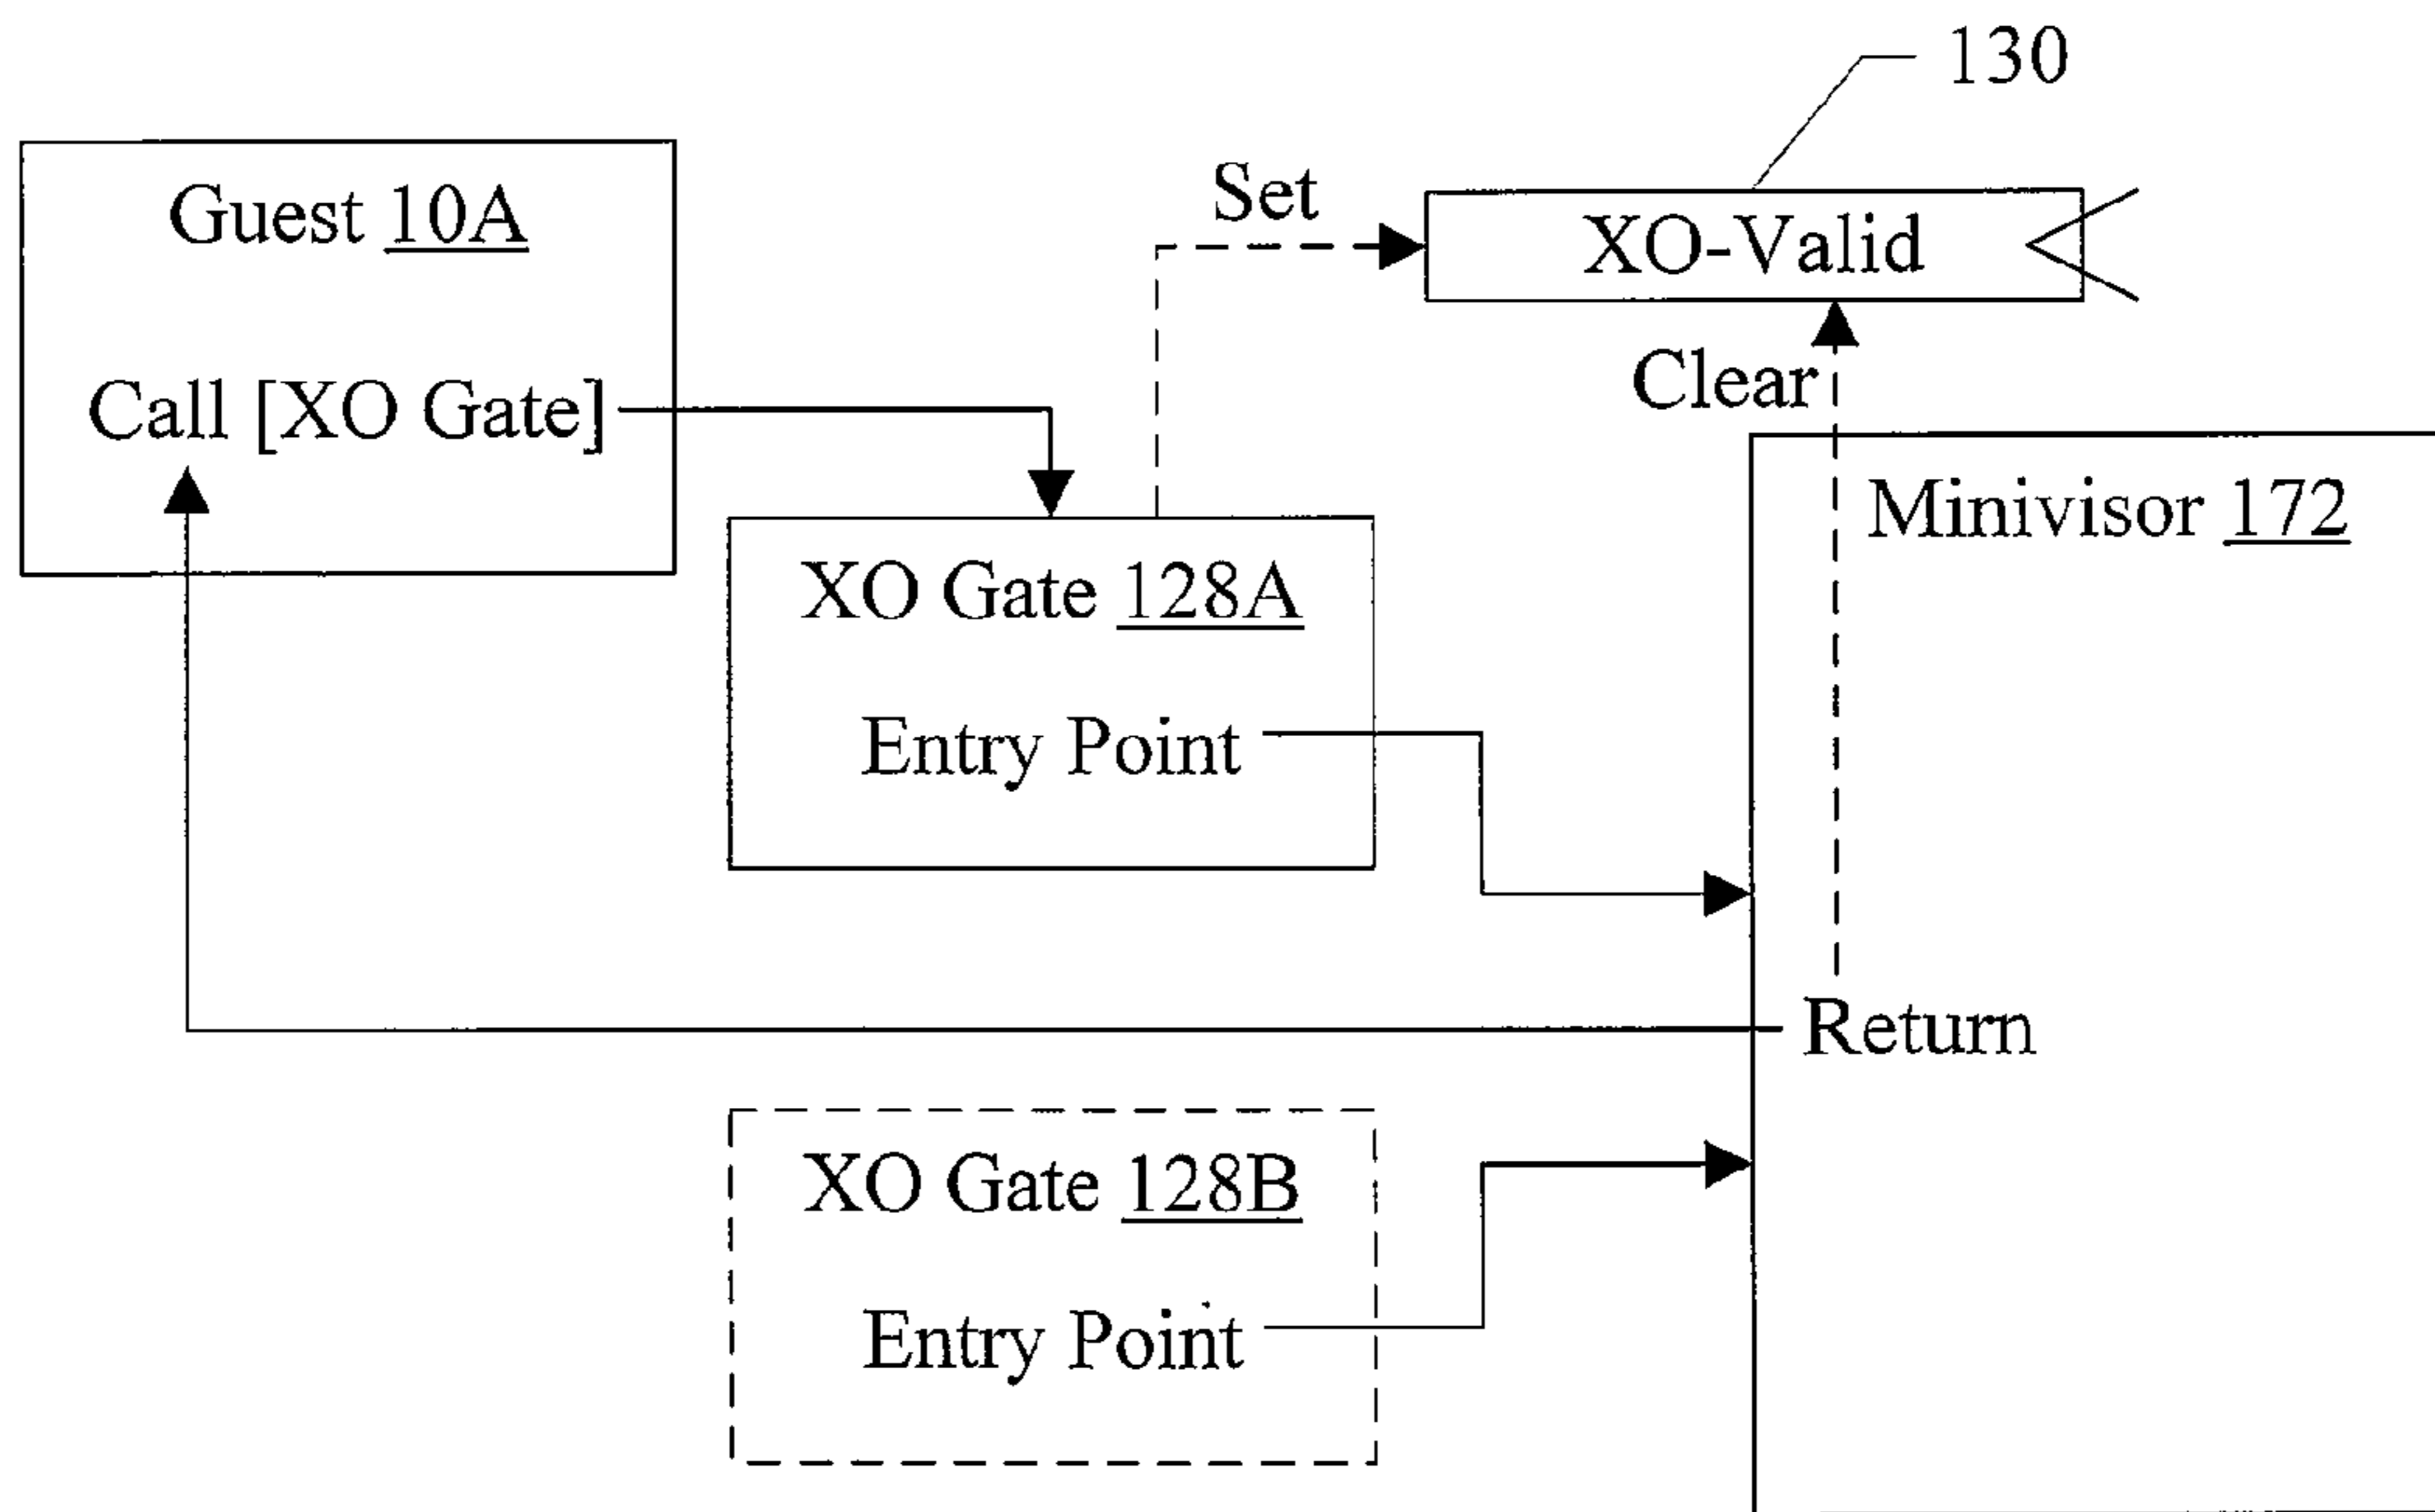 130
Guest 10A
Set
XO-Valid
Call [XO Gate]
Clear
Minivisor 172
XO Gate 128A
Entry Point
Return
XO Gate 128B
Entry Point